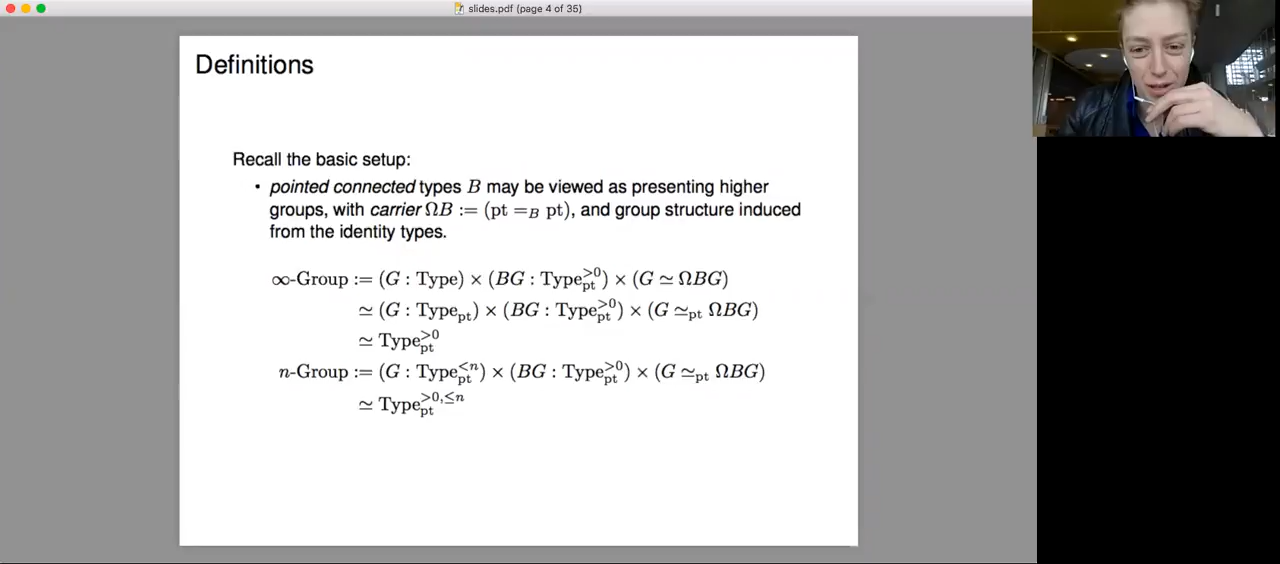 slides.pdf (page 4 of 35)
Definitions
Recall the basic setup:
• pointed connected types B may be viewed as presenting higher
groups, with carrier ΩB := (pt =_B pt), and group structure induced
from the identity types.
∞-Group := (G : Type) × (BG : Type_pt^{>0}) × (G ≃ ΩBG)
≃ (G : Type_pt) × (BG : Type_pt^{>0}) × (G ≃_pt ΩBG)
≃ Type_pt^{>0}
n-Group := (G : Type_pt^{<n}) × (BG : Type_pt^{>0}) × (G ≃_pt ΩBG)
≃ Type_pt^{>0,≤n}